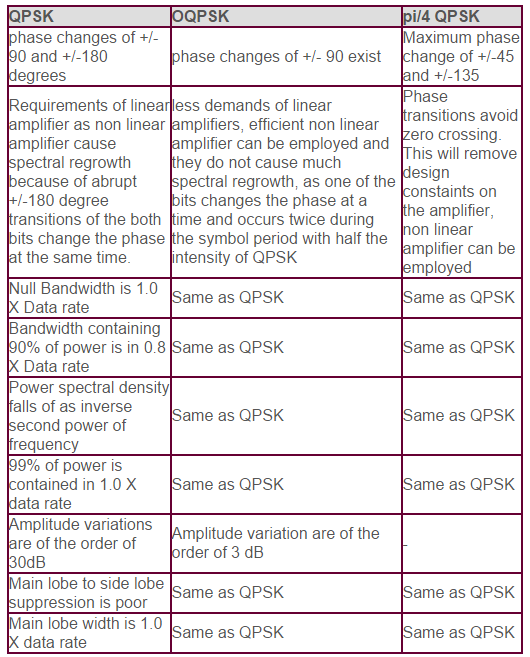 QPSK
OQPSK
pi/4 QPSK
phase changes of +/-
90 and +/-180
degrees
phase changes of +/- 90 exist
Maximum phase
change of +/-45
and +/-135
Requirements of linear
amplifier as non linear
amplifier cause
spectral regrowth
because of abrupt
+/-180 degree
transitions of the both
bits change the phase
at the same time.
less demands of linear
amplifiers, efficient non linear
amplifier can be employed and
they do not cause much
spectral regrowth, as one of the
bits changes the phase at a
time and occurs twice during
the symbol period with half the
intensity of QPSK
Phase
transitions avoid
zero crossing.
This will remove
design
constaints on
the amplifier,
non linear
amplifier can be
employed
Null Bandwidth is 1.0
X Data rate
Same as QPSK
Same as QPSK
Bandwidth containing
90% of power is in 0.8
X Data rate
Same as QPSK
Same as QPSK
Power spectral density
falls of as inverse
second power of
frequency
Same as QPSK
Same as QPSK
99% of power is
contained in 1.0 X
data rate
Same as QPSK
Same as QPSK
Amplitude variations
are of the order of
30dB
Amplitude variation are of the
order of 3 dB
-
Main lobe to side lobe
suppression is poor
Same as QPSK
Same as QPSK
Main lobe width is 1.0
X data rate
Same as QPSK
Same as QPSK